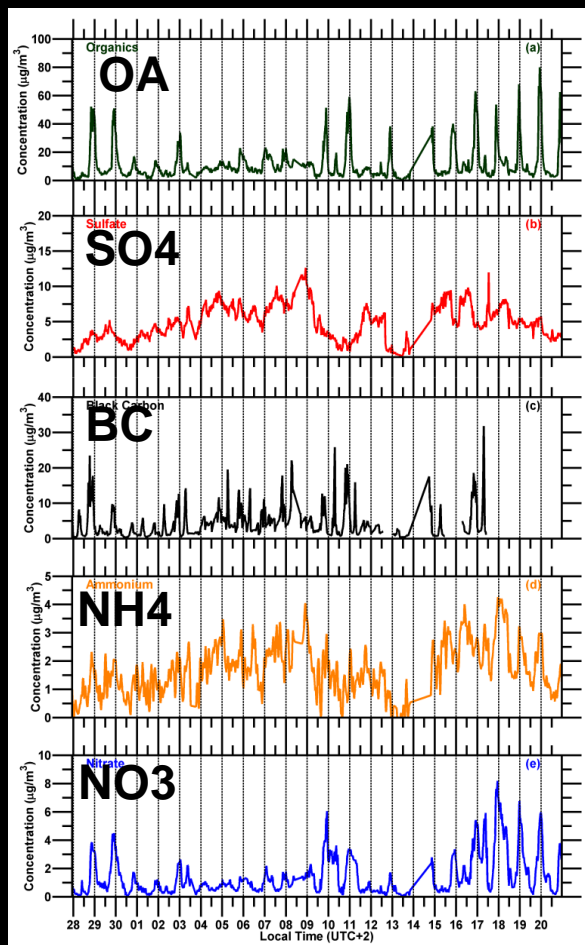 100
80
60
40
20
0
Concentration (µg/m³)
Organics
(a)
OA
20
15
10
5
0
Concentration (µg/m³)
Sulfate
(b)
SO4
40
30
20
10
0
Concentration (µg/m³)
Black Carbon
(c)
BC
5
4
3
2
1
0
Concentration (µg/m³)
Ammonium
(d)
NH4
10
8
6
4
2
0
Concentration (µg/m³)
Nitrate
(e)
NO3
28 29 30 01 02 03 04 05 06 07 08 09 10 11 12 13 14 15 16 17 18 19 20
Local Time (UTC+2)